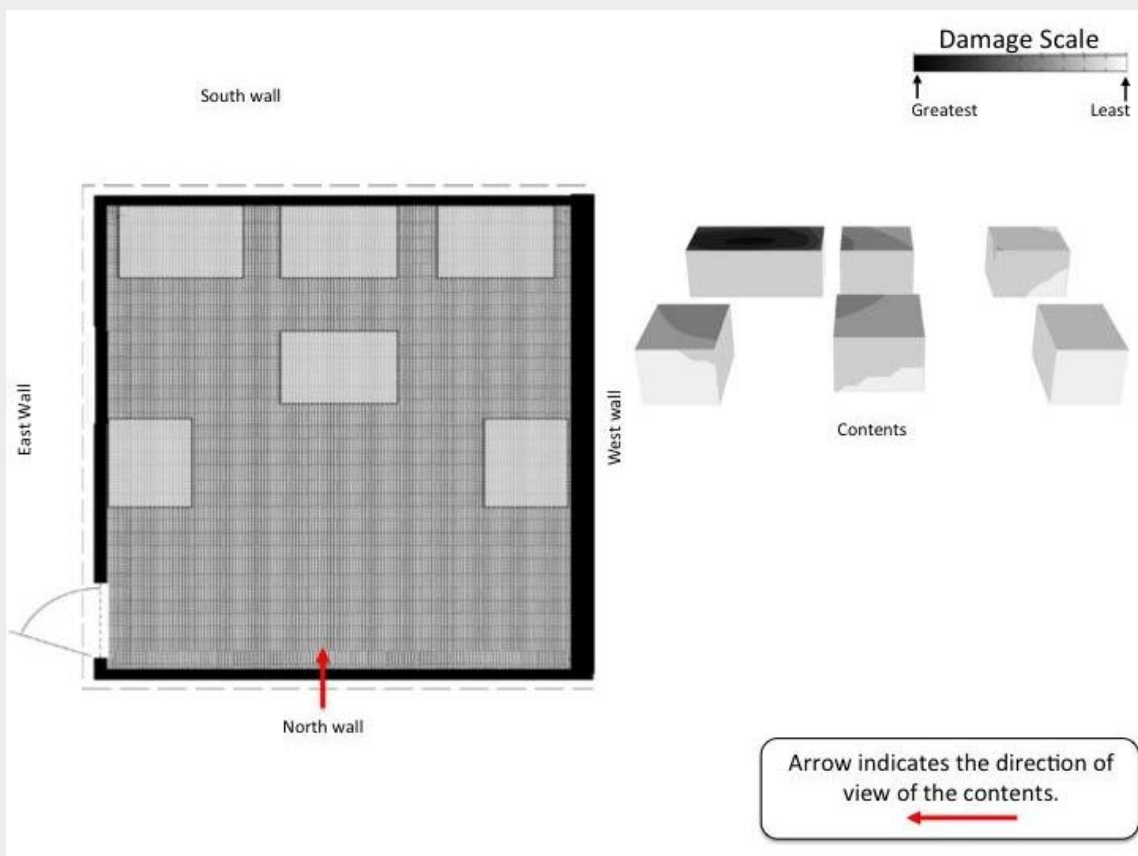 Damage Scale
Greatest
Least
South wall
East Wall
West wall
Contents
North wall
Arrow indicates the direction of
view of the contents.